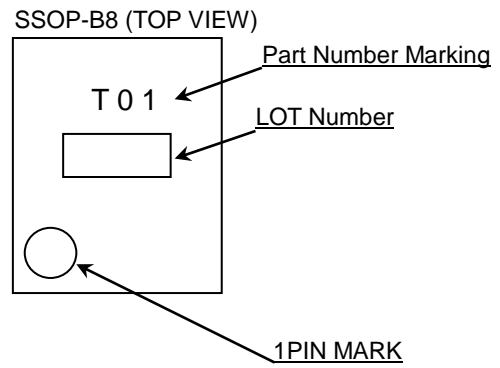 SSOP-B8 (TOP VIEW)
Part Number Marking
T 0 1
LOT Number
1PIN MARK